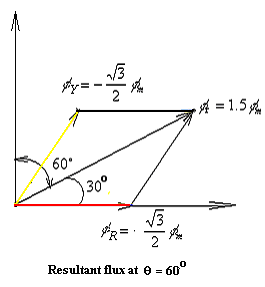 ϕY = - √3/2 ϕm
ϕr = 1.5 ϕm
60°
30°
ϕR = · √3/2 ϕm
Resultant flux at θ = 60°